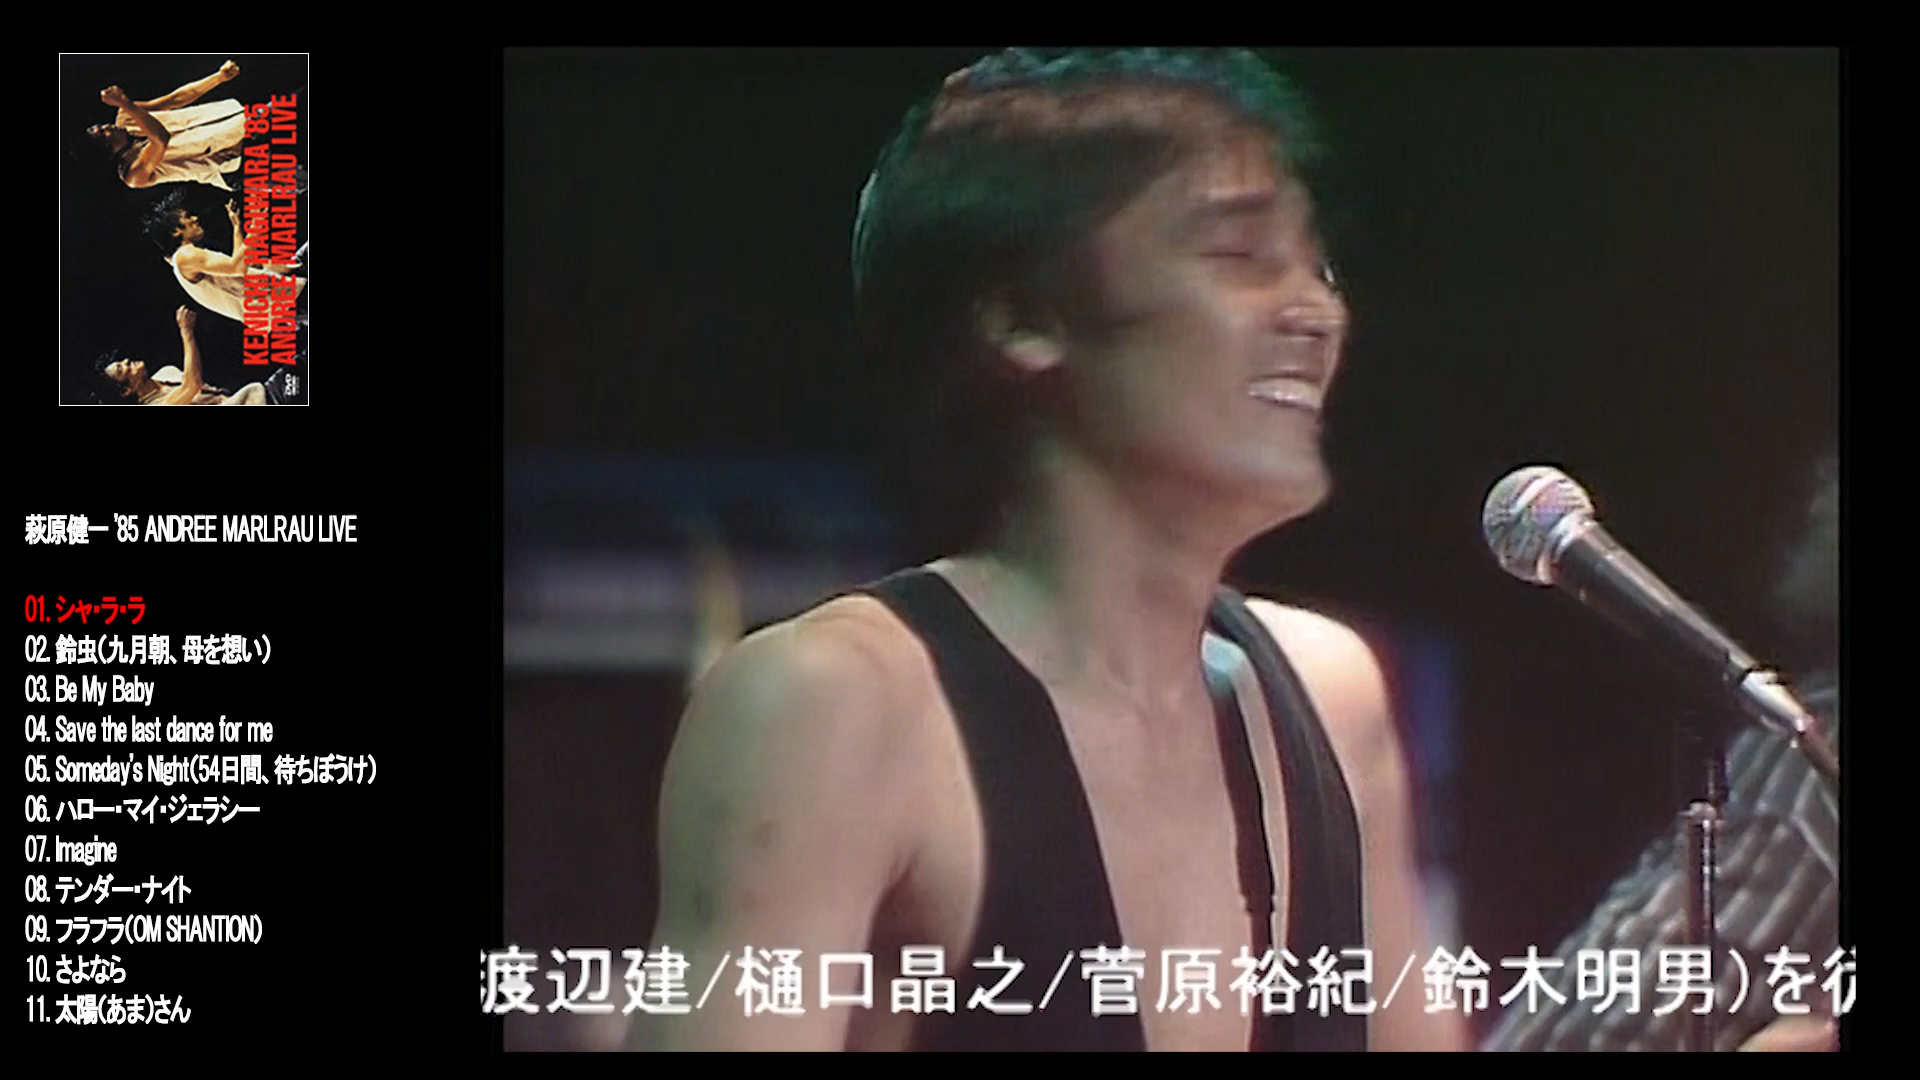 KENICHI HAGIWARA '85
ANDREE MARLRAU LIVE
DVD
萩原健一 '85 ANDREE MARLRAU LIVE
01. シャ・ラ・ラ
02. 鈴虫(九月朝、母を想い)
03. Be My Baby
04. Save the last dance for me
05. Someday's Night(54日間、待ちぼうけ)
06. ハロー・マイ・ジェラシー
07. Imagine
08. テンダー・ナイト
09. フラフラ(OM SHANTION)
10. さよなら
11. 太陽(あま)さん
渡辺建/樋口晶之/菅原裕紀/鈴木明男)を